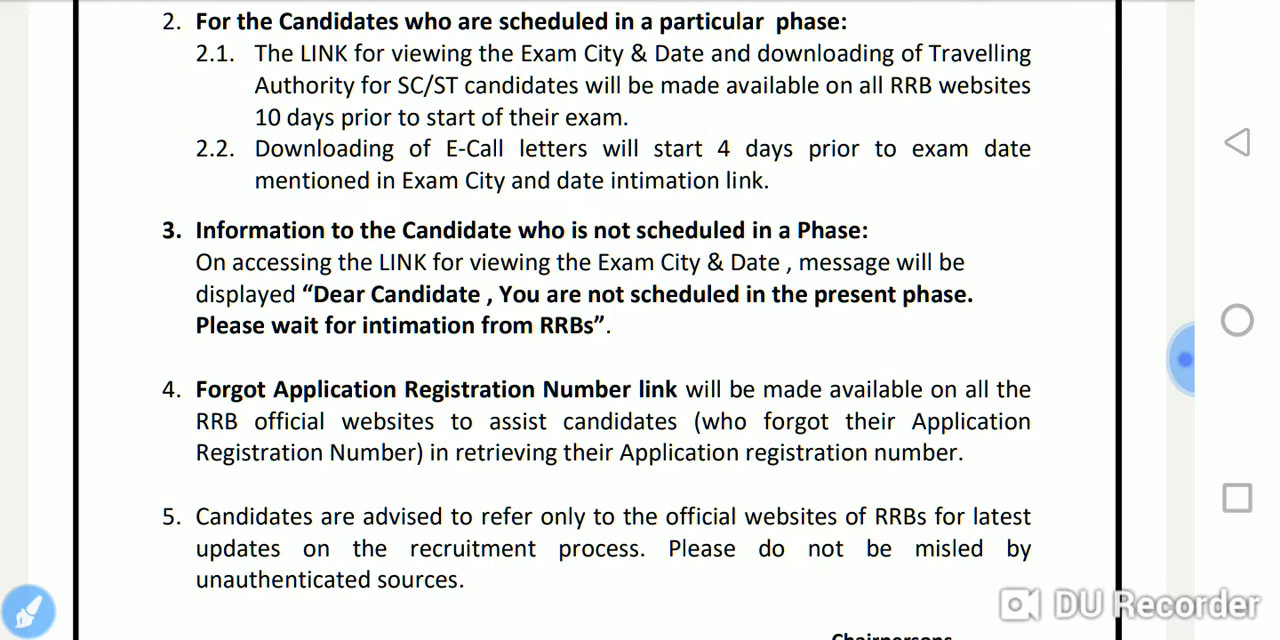 2. For the Candidates who are scheduled in a particular phase:
2.1. The LINK for viewing the Exam City & Date and downloading of Travelling
Authority for SC/ST candidates will be made available on all RRB websites
10 days prior to start of their exam.
2.2. Downloading of E-Call letters will start 4 days prior to exam date
mentioned in Exam City and date intimation link.
3. Information to the Candidate who is not scheduled in a Phase:
On accessing the LINK for viewing the Exam City & Date , message will be
displayed “Dear Candidate , You are not scheduled in the present phase.
Please wait for intimation from RRBs”.
4. Forgot Application Registration Number link will be made available on all the
RRB official websites to assist candidates (who forgot their Application
Registration Number) in retrieving their Application registration number.
5. Candidates are advised to refer only to the official websites of RRBs for latest
updates on the recruitment process. Please do not be misled by
unauthenticated sources.
DU Recorder
Chairpersons